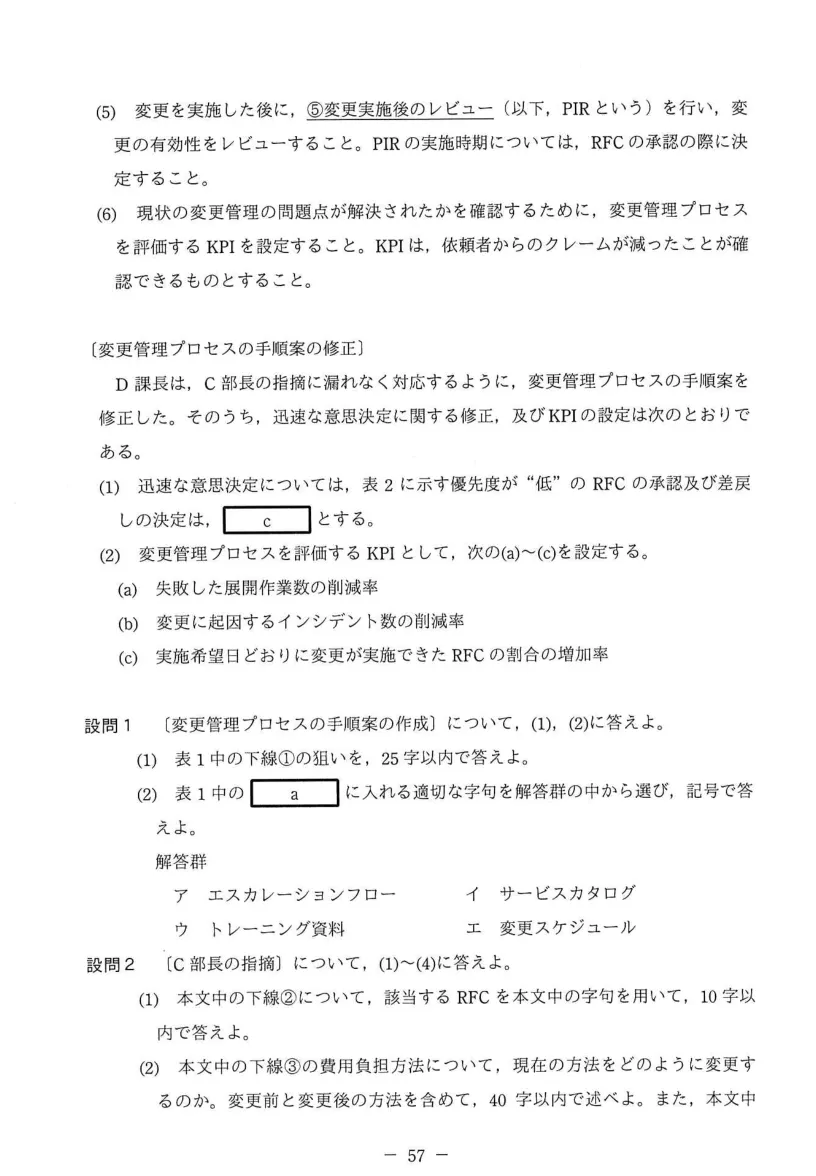 (5) 変更を実施した後に，⑤変更実施後のレビュー（以下，PIRという）を行い，変
更の有効性をレビューすること。PIRの実施時期については，RFCの承認の際に決
定すること。
(6) 現状の変更管理の問題点が解決されたかを確認するために，変更管理プロセス
を評価するKPIを設定すること。KPIは，依頼者からのクレームが減ったことが確
認できるものとすること。
〔変更管理プロセスの手順案の修正〕
D課長は，C部長の指摘に漏れなく対応するように，変更管理プロセスの手順案を
修正した。そのうち，迅速な意思決定に関する修正，及びKPIの設定は次のとおりで
ある。
(1) 迅速な意思決定については，表2に示す優先度が“低”のRFCの承認及び差戻
しの決定は， c とする。
(2) 変更管理プロセスを評価するKPIとして，次の(a)～(c)を設定する。
(a) 失敗した展開作業数の削減率
(b) 変更に起因するインシデント数の削減率
(c) 実施希望日どおりに変更が実施できたRFCの割合の増加率
設問1 〔変更管理プロセスの手順案の作成〕について，(1)，(2)に答えよ。
(1) 表1中の下線①の狙いを，25字以内で答えよ。
(2) 表1中の a に入れる適切な字句を解答群の中から選び，記号で答
えよ。
解答群
ア エスカレーションフロー イ サービスカタログ
ウ トレーニング資料 エ 変更スケジュール
設問2 〔C部長の指摘〕について，(1)～(4)に答えよ。
(1) 本文中の下線②について，該当するRFCを本文中の字句を用いて，10字以
内で答えよ。
(2) 本文中の下線③の費用負担方法について，現在の方法をどのように変更す
るのか。変更前と変更後の方法を含めて，40字以内で述べよ。また，本文中
－ 57 －